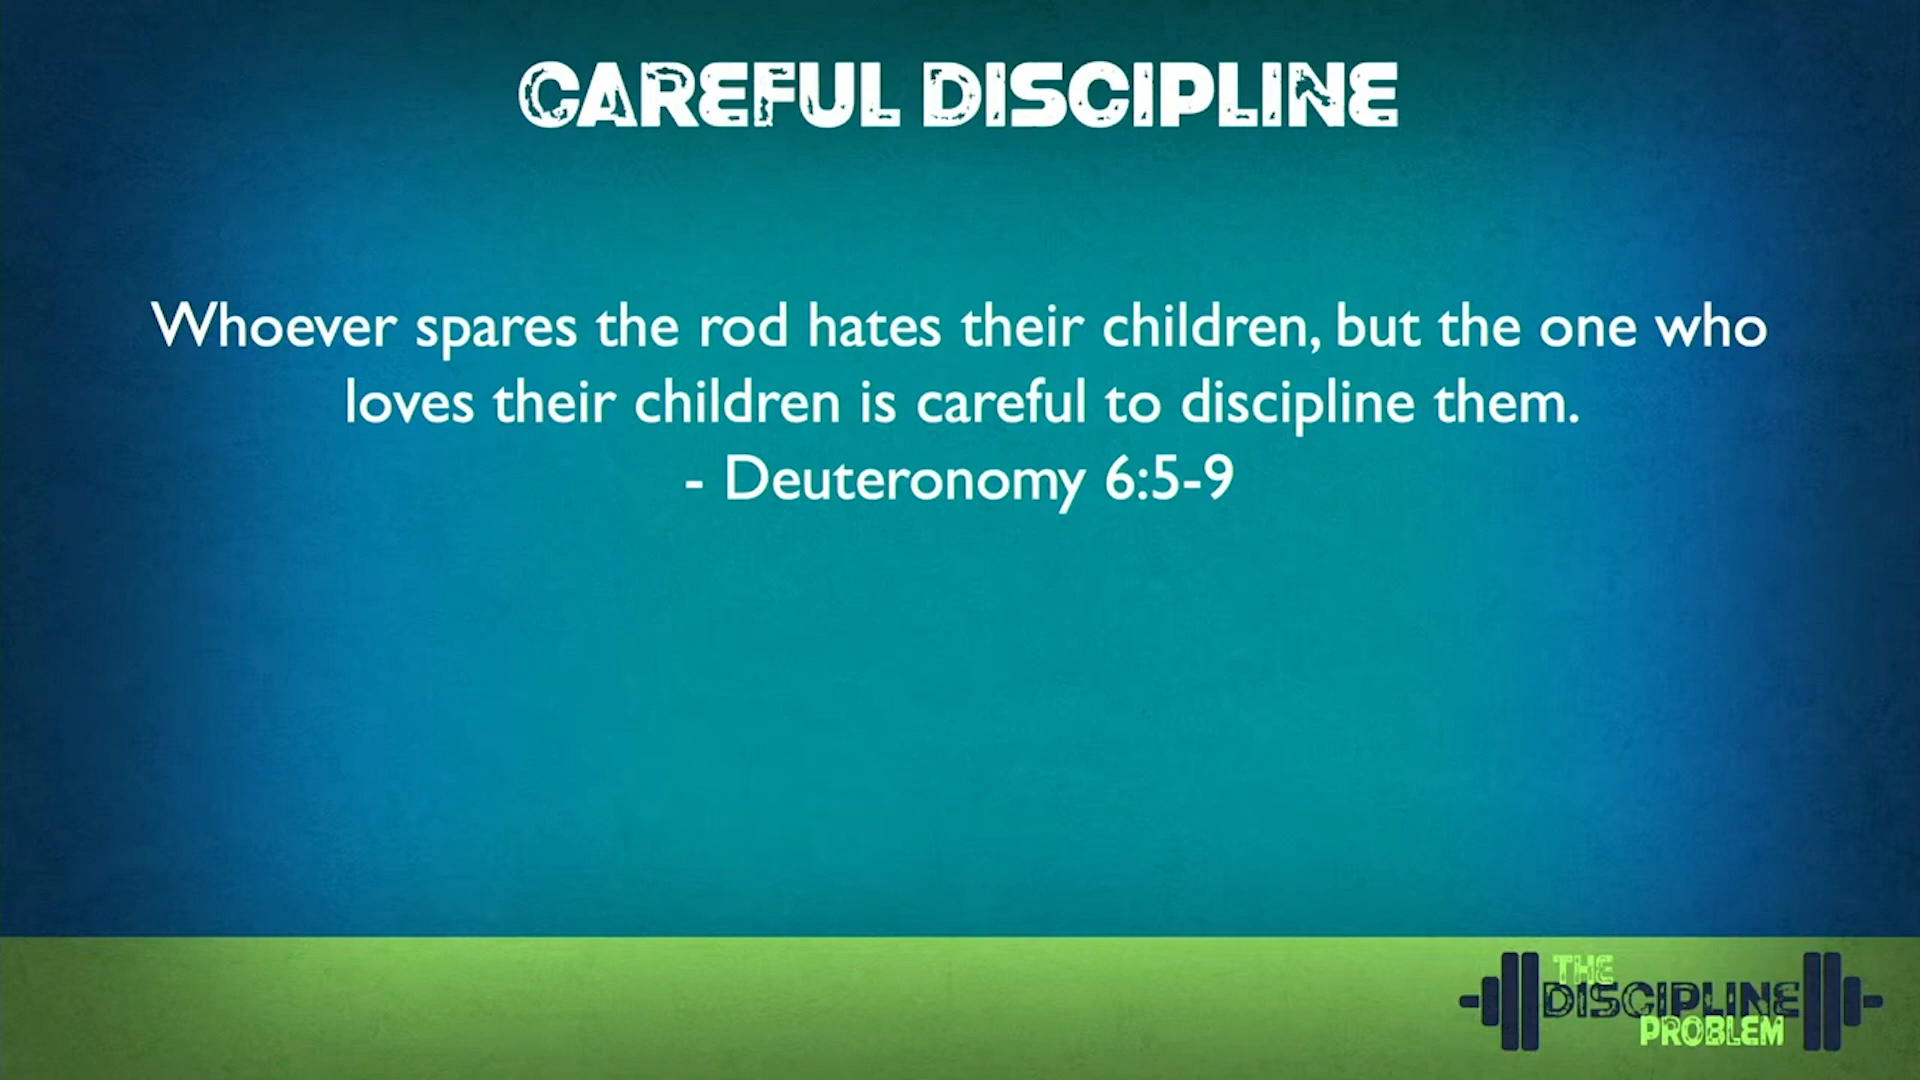 CAREFUL DISCIPLINE
Whoever spares the rod hates their children, but the one who
loves their children is careful to discipline them.
- Deuteronomy 6:5-9
THE
DISCIPLINE
PROBLEM